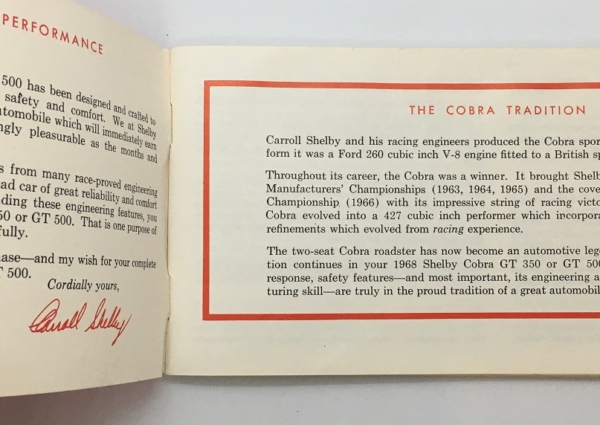 PERFORMANCE
500 has been designed and crafted to
safety and comfort. We at Shelby
automobile which will immediately earn
ngly pleasurable as the months and
s from many race-proved engineering
ad car of great reliability and comfort
ding these engineering features, you
50 or GT 500. That is one purpose of
fully.
ase—and my wish for your complete
T 500.
Cordially yours,
Carroll Shelby
THE COBRA TRADITION
Carroll Shelby and his racing engineers produced the Cobra spor
form it was a Ford 260 cubic inch V-8 engine fitted to a British sp
Throughout its career, the Cobra was a winner. It brought Shelb
Manufacturers' Championships (1963, 1964, 1965) and the cove
Championship (1966) with its impressive string of racing victo
Cobra evolved into a 427 cubic inch performer which incorpora
refinements which evolved from racing experience.
The two-seat Cobra roadster has now become an automotive lege
tion continues in your 1968 Shelby Cobra GT 350 or GT 500
response, safety features—and most important, its engineering a
turing skill—are truly in the proud tradition of a great automobil